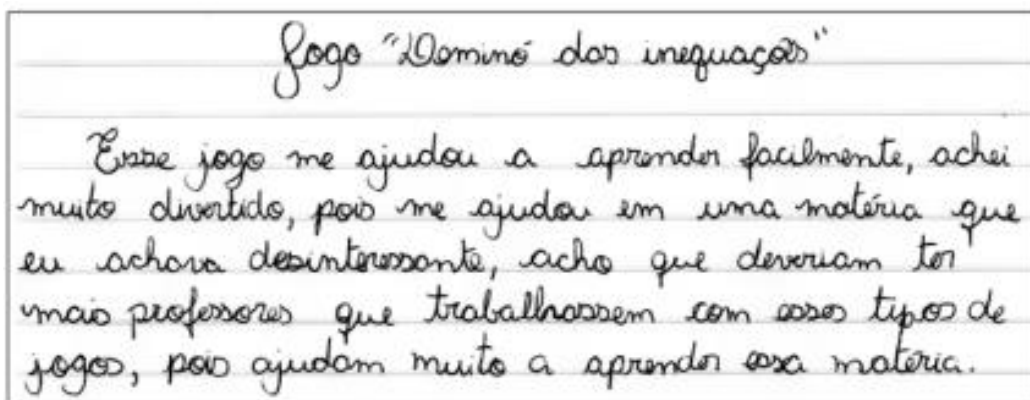 Jogo "Dominó das inequações"
Esse jogo me ajudou a aprender facilmente, achei
muito divertido, pois me ajudou em uma matéria que
eu achava desinteressante, acho que deveriam ter
mais professores que trabalhassem com esses tipos de
jogos, pois ajudam muito a aprender essa matéria.